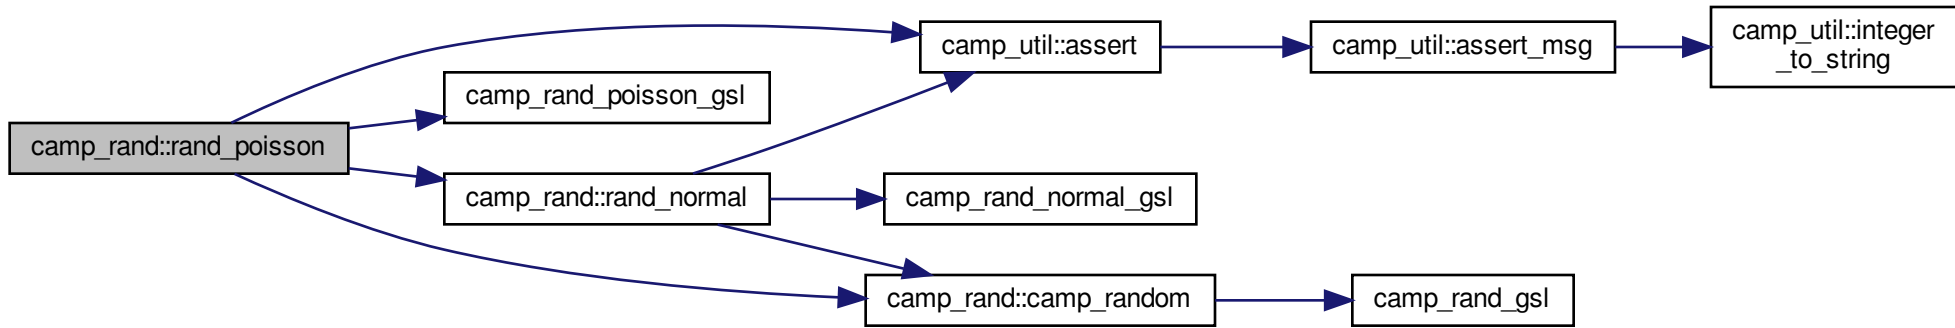 camp_rand::rand_poisson
camp_rand_poisson_gsl
camp_rand::rand_normal
camp_util::assert
camp_rand_normal_gsl
camp_rand::camp_random
camp_util::assert_msg
camp_rand_gsl
camp_util::integer
_to_string